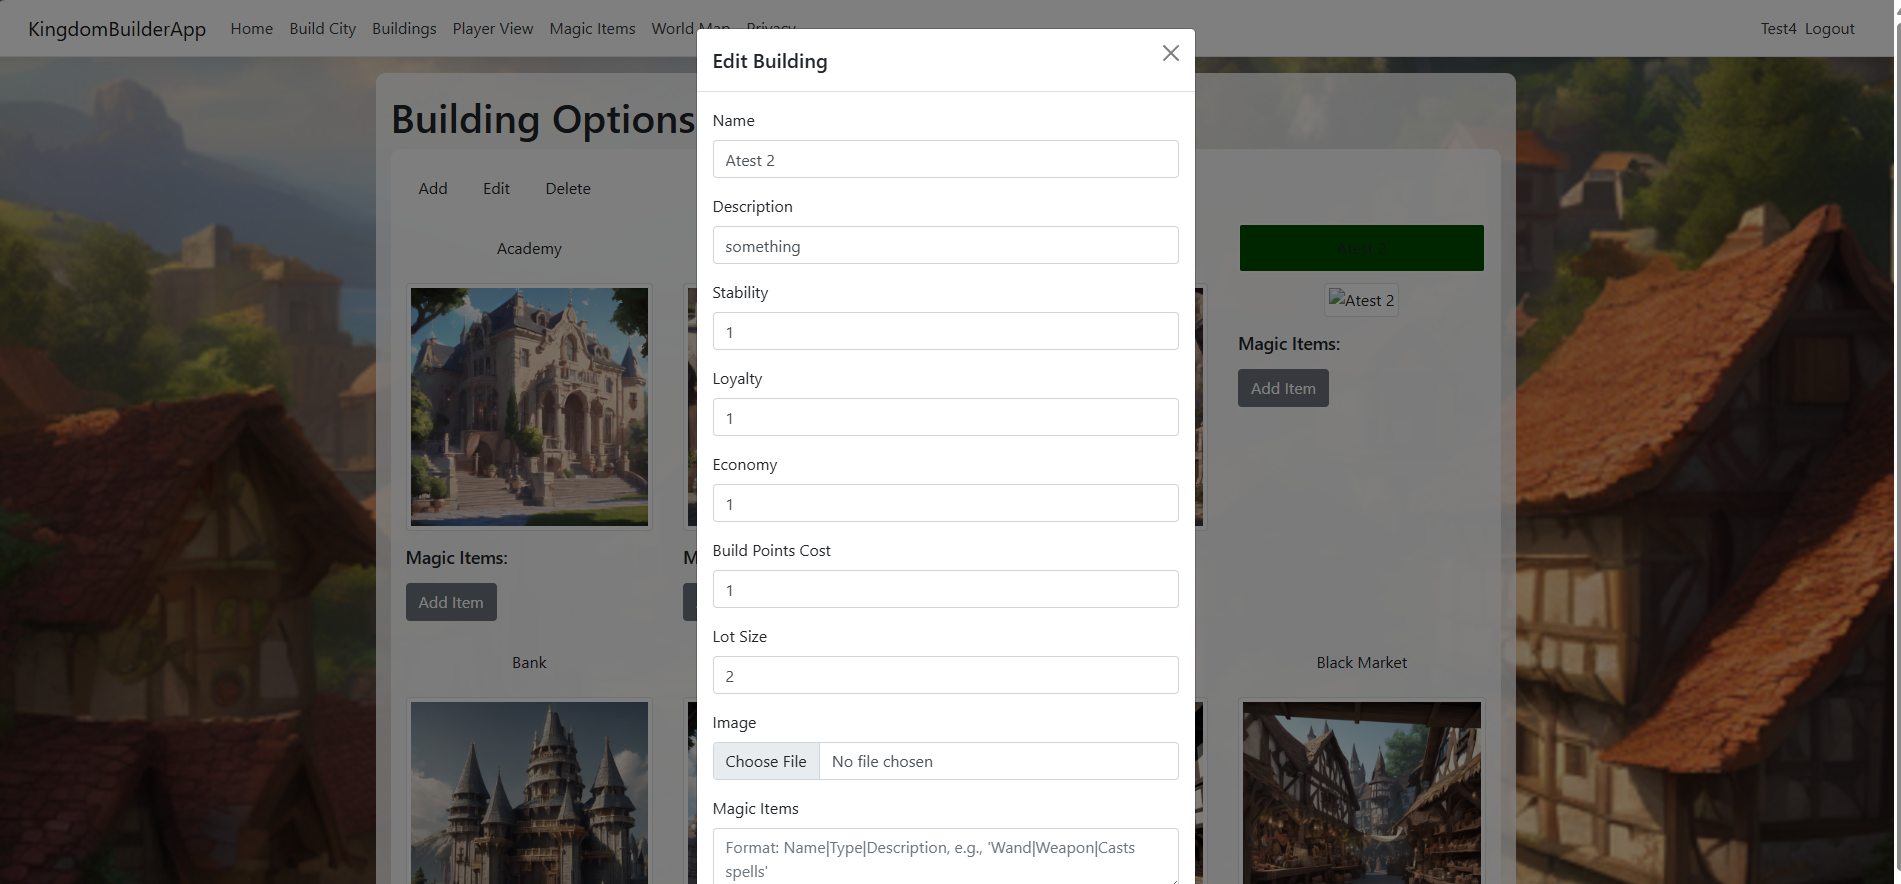 KingdomBuilderApp Home Build City Buildings Player View Magic Items World Map Privacy Test4 Logout
Edit Building
Building Options
Name
Atest 2
Add Edit Delete
Description
something
Academy
Atest 2
Stability
1
Atest 2
Loyalty
1
Magic Items:
Add Item
Economy
1
Build Points Cost
1
Magic Items:
M
Add Item
Lot Size
2
Bank
Black Market
Image
Choose File No file chosen
Magic Items
Format: Name|Type|Description, e.g., 'Wand|Weapon|Casts
spells'